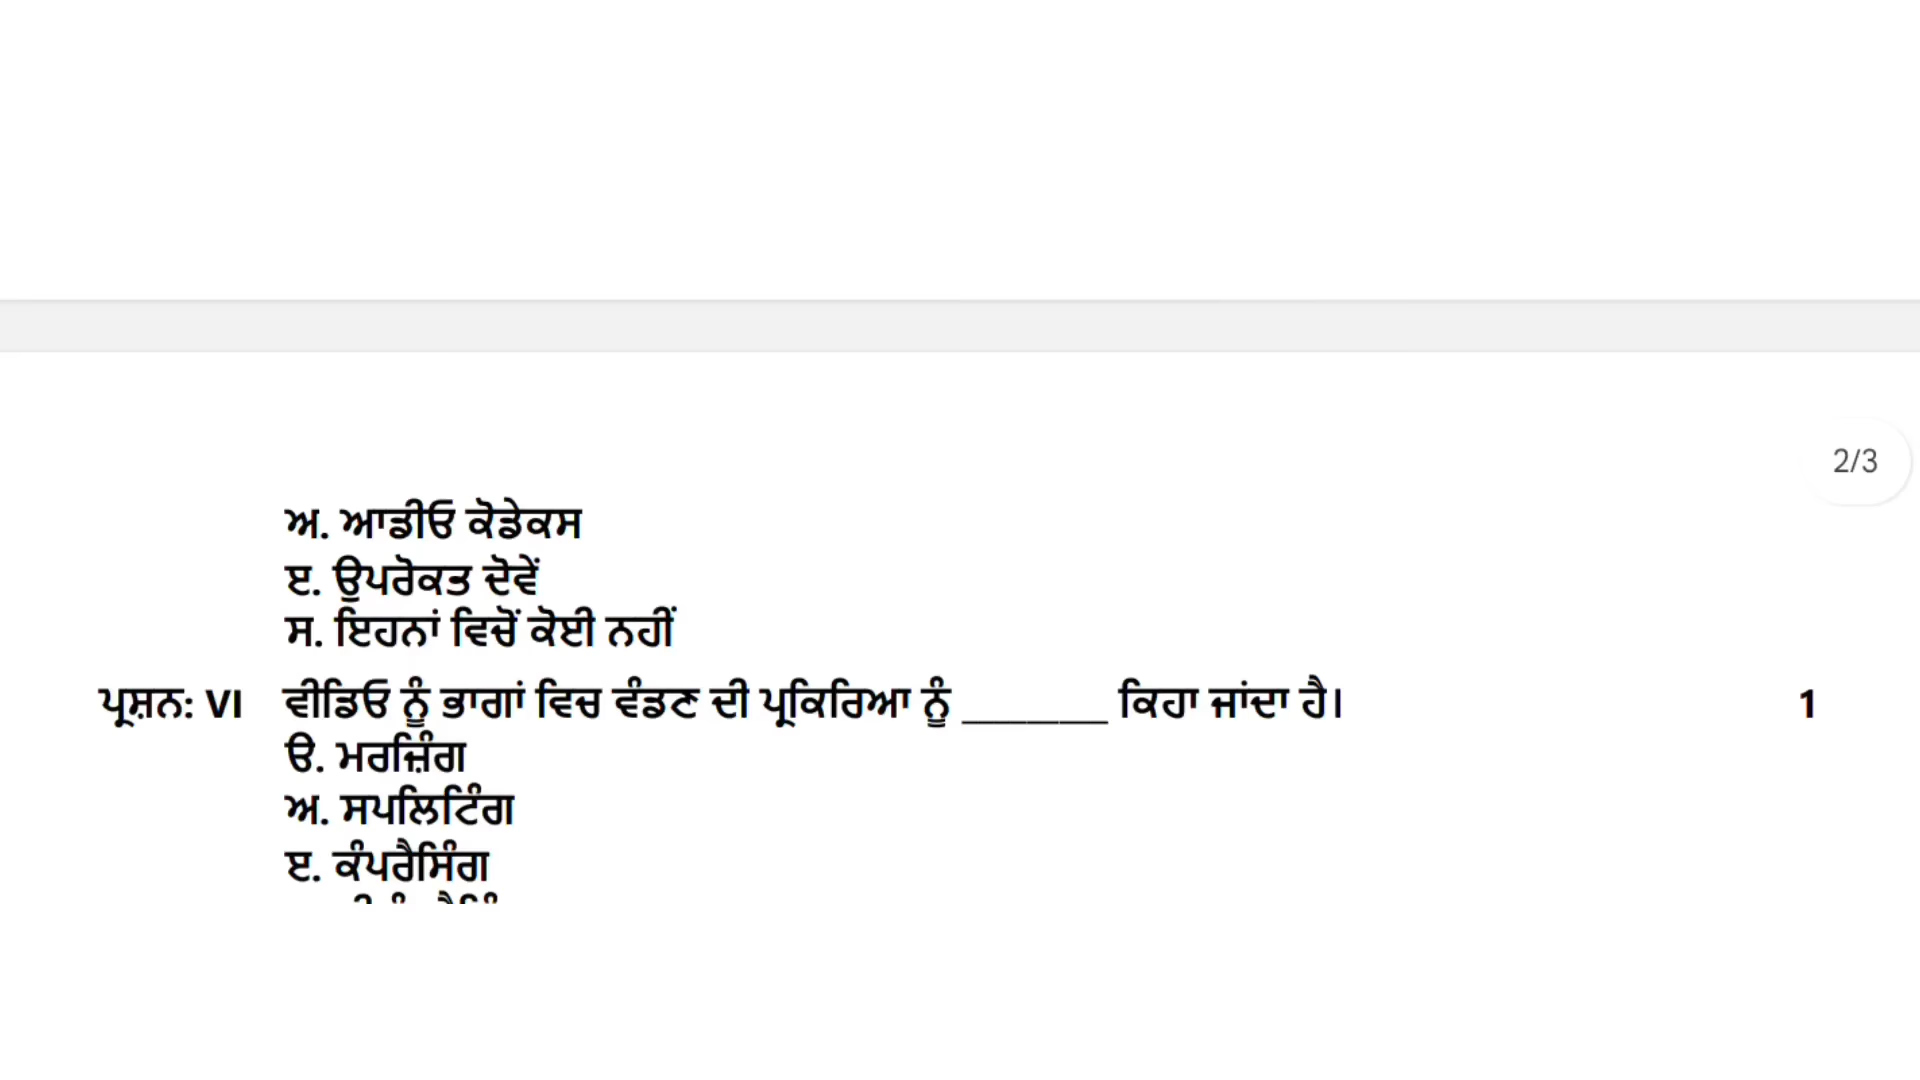 2/3
ਅ. ਆਡੀਓ ਕੋਡੇਕਸ
ੲ. ਉਪਰੋਕਤ ਦੋਵੇਂ
ਸ. ਇਹਨਾਂ ਵਿਚੋਂ ਕੋਈ ਨਹੀਂ
ਪ੍ਰਸ਼ਨ: VI ਵੀਡਿਓ ਨੂੰ ਭਾਗਾਂ ਵਿਚ ਵੰਡਣ ਦੀ ਪ੍ਰਕਿਰਿਆ ਨੂੰ _______ ਕਿਹਾ ਜਾਂਦਾ ਹੈ। 1
ੳ. ਮਰਜ਼ਿੰਗ
ਅ. ਸਪਲਿਟਿੰਗ
ੲ. ਕੰਪਰੈਸਿੰਗ